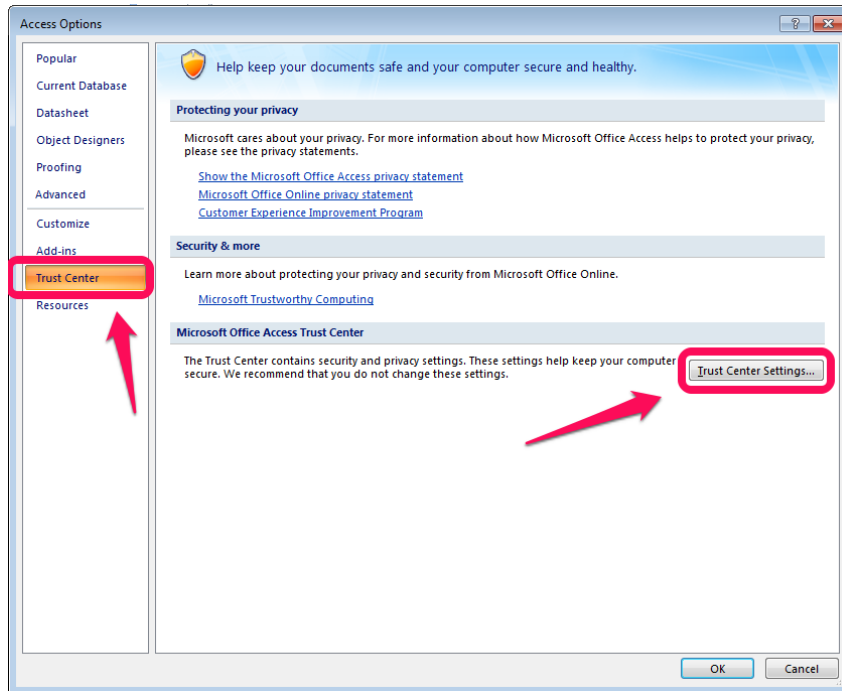 Access Options
Popular
Current Database
Datasheet
Object Designers
Proofing
Advanced
Customize
Add-ins
Trust Center
Resources
Help keep your documents safe and your computer secure and healthy.
Protecting your privacy
Microsoft cares about your privacy. For more information about how Microsoft Office Access helps to protect your privacy,
please see the privacy statements.
Show the Microsoft Office Access privacy statement
Microsoft Office Online privacy statement
Customer Experience Improvement Program
Security & more
Learn more about protecting your privacy and security from Microsoft Office Online.
Microsoft Trustworthy Computing
Microsoft Office Access Trust Center
The Trust Center contains security and privacy settings. These settings help keep your computer
secure. We recommend that you do not change these settings.
Trust Center Settings...
OK
Cancel